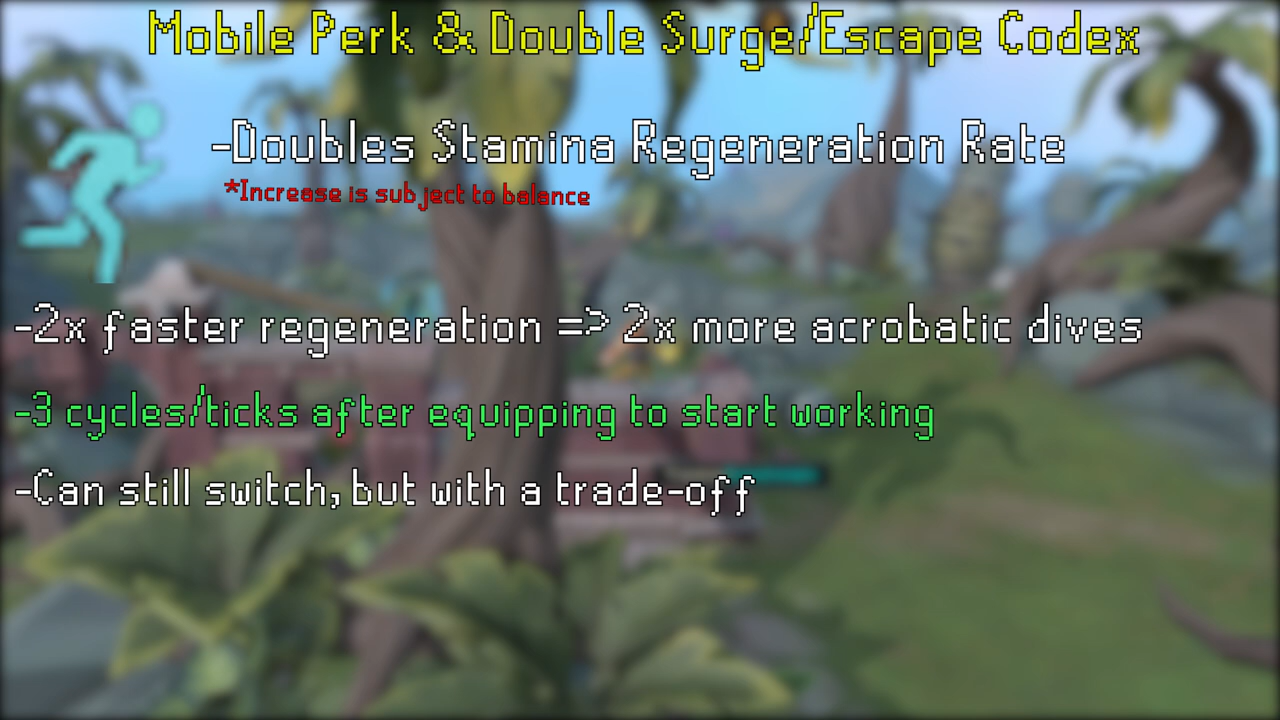 Mobile Perk & Double Surge/Escape Codex
-Doubles Stamina Regeneration Rate
*Increase is subject to balance
-2x faster regeneration => 2x more acrobatic dives
-3 cycles/ticks after equipping to start working
-Can still switch, but with a trade-off